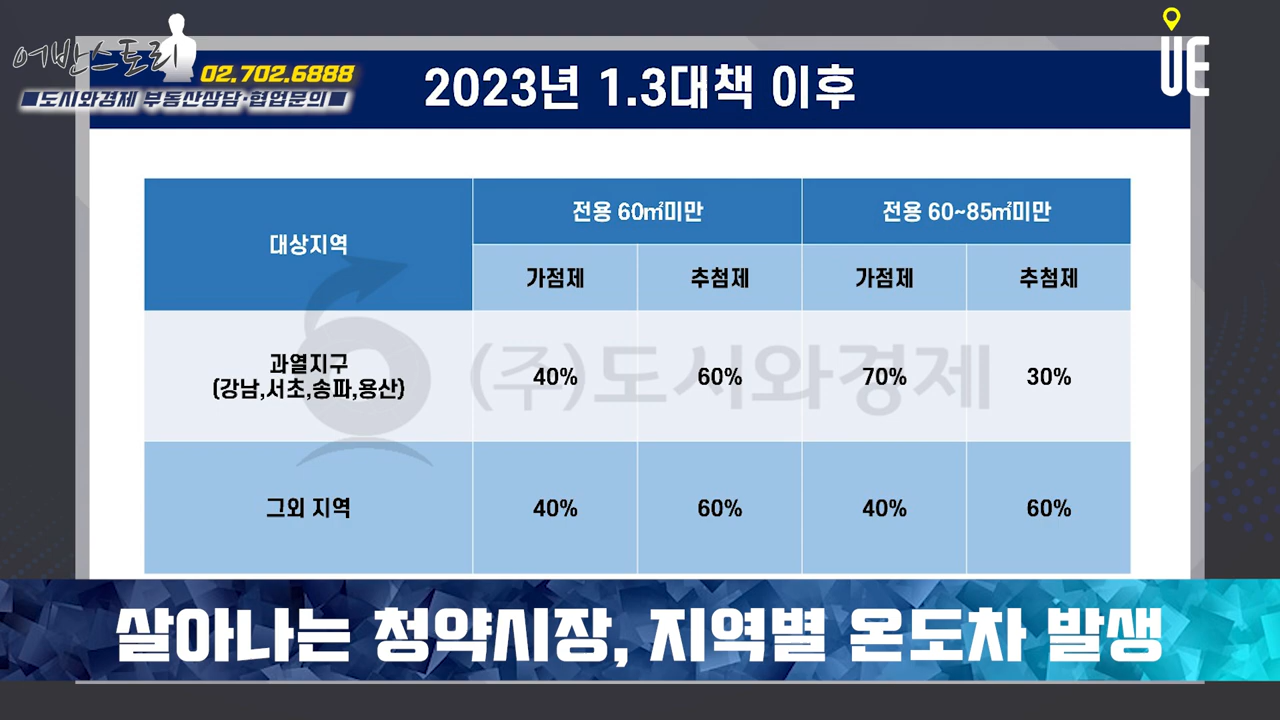 어반스토리
02.702.6888
■도시와경제 부동산상담·협업문의■
UE
2023년 1.3대책 이후
대상지역
전용 60㎡미만
전용 60~85㎡미만
가점제
추첨제
가점제
추첨제
과열지구
(강남,서초,송파,용산)
40%
60%
70%
30%
그외 지역
40%
60%
40%
60%
(주)도시와경제
살아나는 청약시장, 지역별 온도차 발생